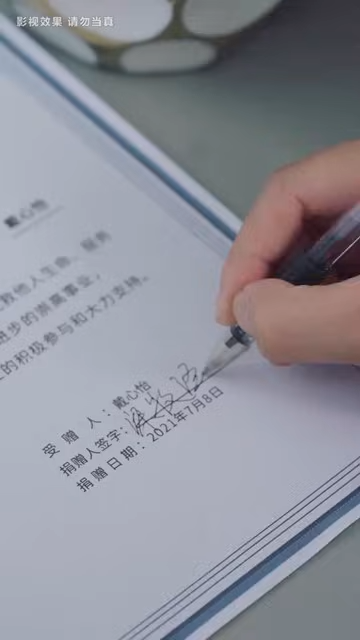 影视效果 请勿当真
戴心怡
救他人生命、服务
进步的崇高事业,
的积极参与和大力支持。
受赠人:戴心怡
捐赠人签字:
捐赠日期:2021年7月8日